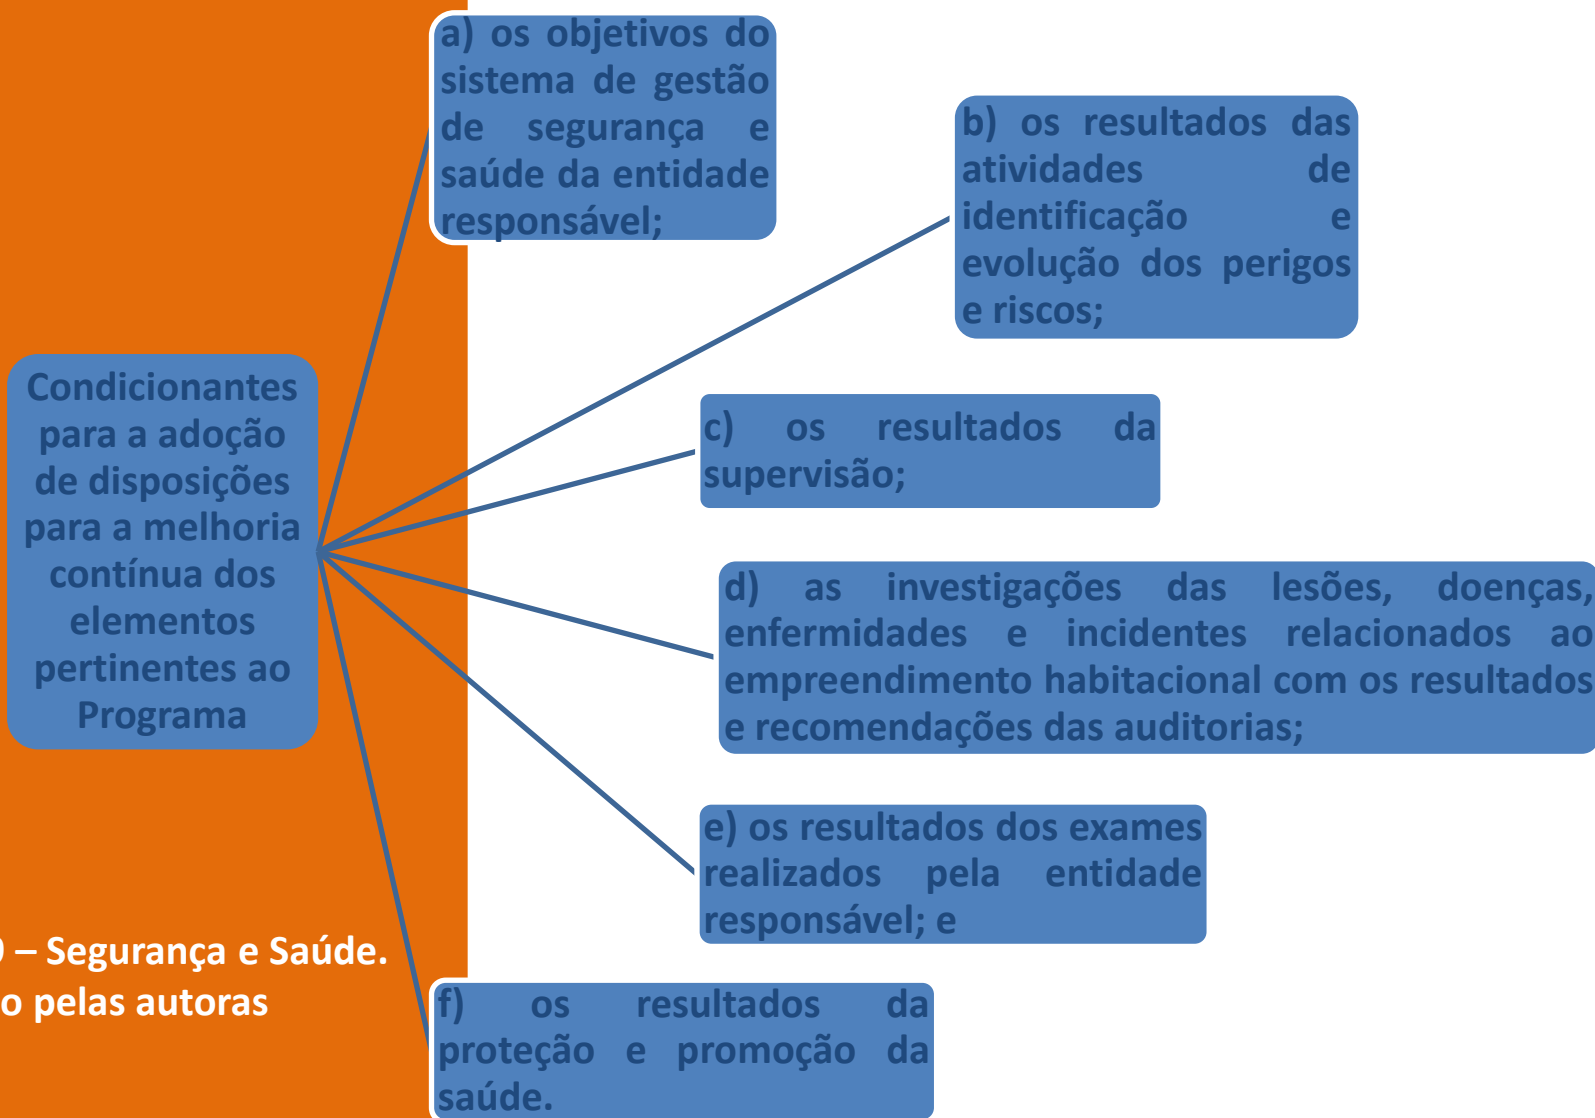 a) os objetivos do
sistema de gestão
de segurança e
saúde da entidade
responsável;
b) os resultados das
atividades de
identificação e
evolução dos perigos
e riscos;
Condicionantes
para a adoção
de disposições
para a melhoria
contínua dos
elementos
pertinentes ao
Programa
c) os resultados da
supervisão;
d) as investigações das lesões, doenças,
enfermidades e incidentes relacionados ao
empreendimento habitacional com os resultados
e recomendações das auditorias;
e) os resultados dos exames
realizados pela entidade
responsável; e
– Segurança e Saúde.
o pelas autoras
f) os resultados da
proteção e promoção da
saúde.